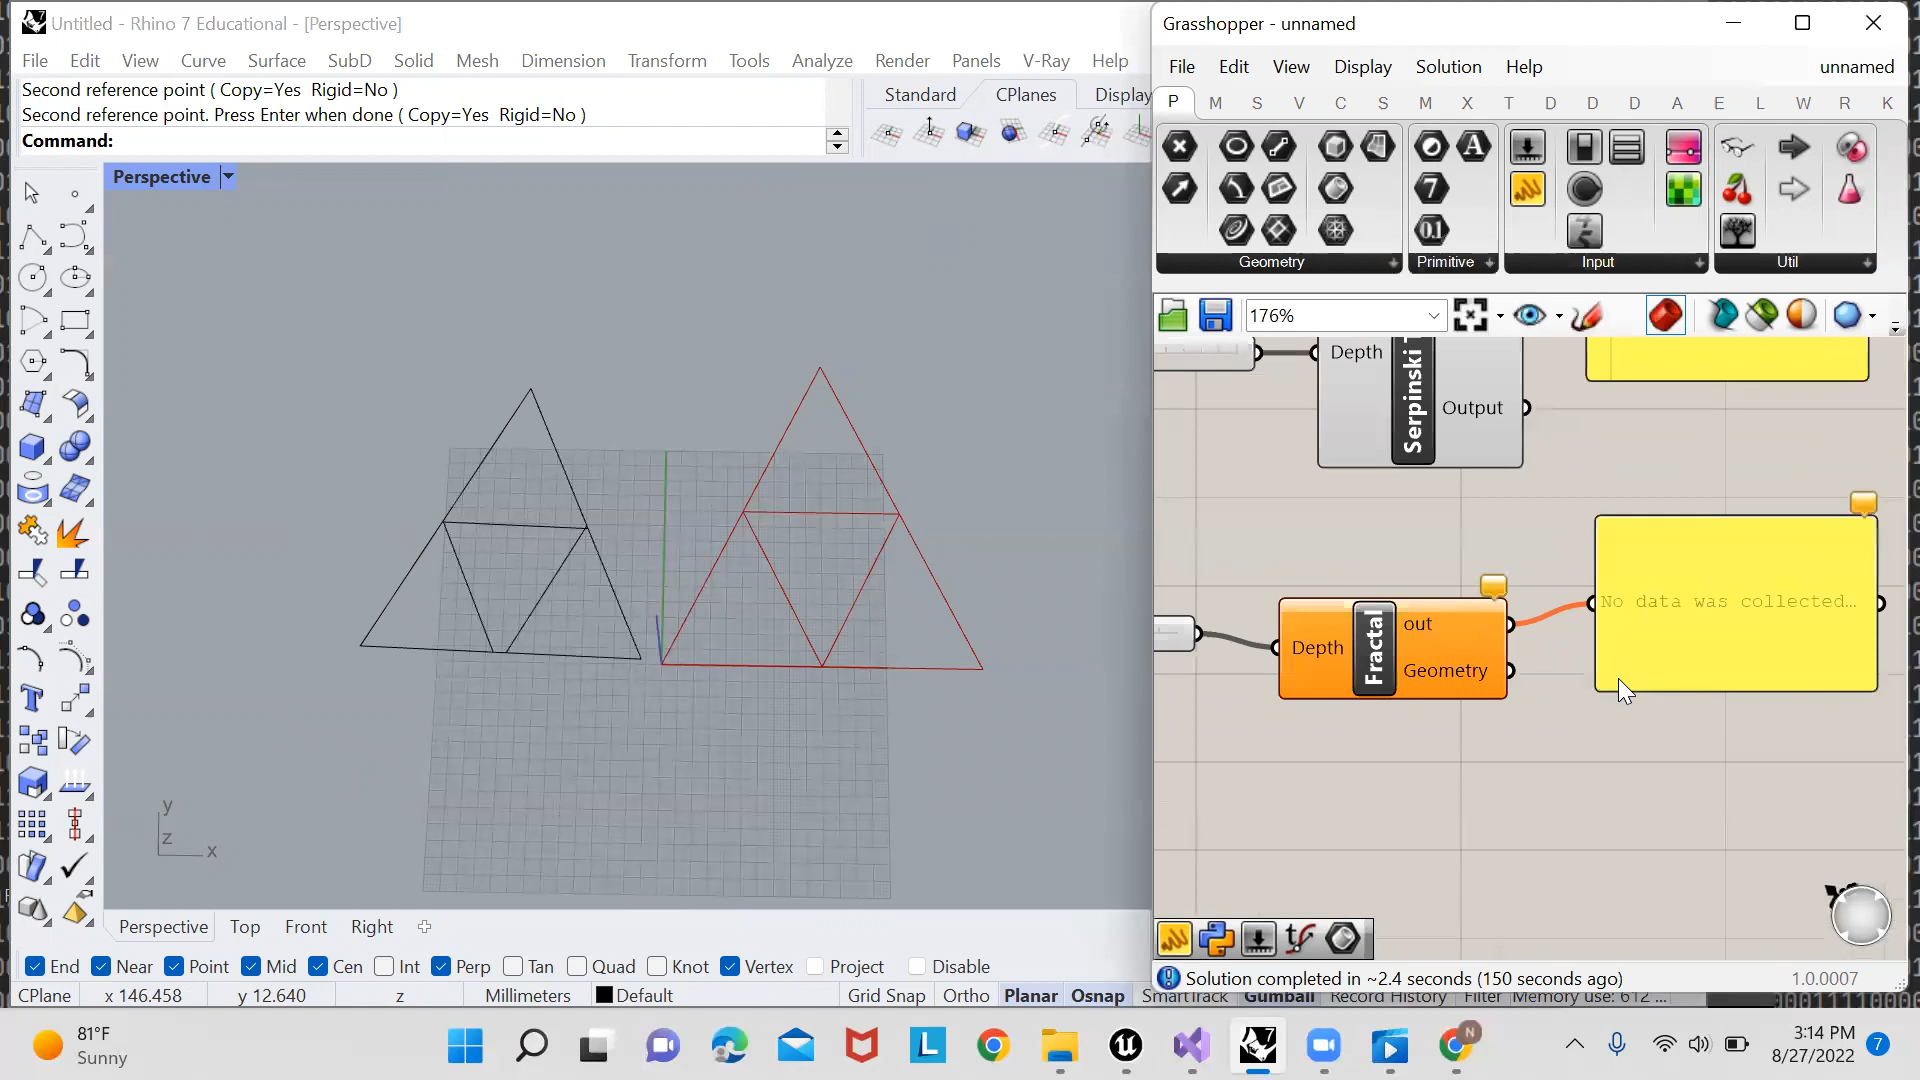 Untitled - Rhino 7 Educational - [Perspective]
File Edit View Curve Surface SubD Solid Mesh Dimension Transform Tools Analyze Render Panels V-Ray Help
Second reference point ( Copy=Yes Rigid=No )
Second reference point. Press Enter when done ( Copy=Yes Rigid=No )
Command:
Standard CPlanes Display
Perspective
y
z
x
Perspective Top Front Right
End Near Point Mid Cen Int Perp Tan Quad Knot Vertex Project Disable
CPlane x 146.458 y 12.640 z Millimeters Default Grid Snap Ortho Planar Osnap SmartTrack Gumball Record History Filter Memory use: 612 ...
Grasshopper - unnamed
File Edit View Display Solution Help unnamed
P M S V C S M X T D D D A E L W R K
Geometry Primitive Input Util
176%
Depth
Serpinski T
Output
Depth
Fractal
out
Geometry
No data was collected...
Solution completed in ~2.4 seconds (150 seconds ago) 1.0.0007
81°F
Sunny
3:14 PM
8/27/2022
7